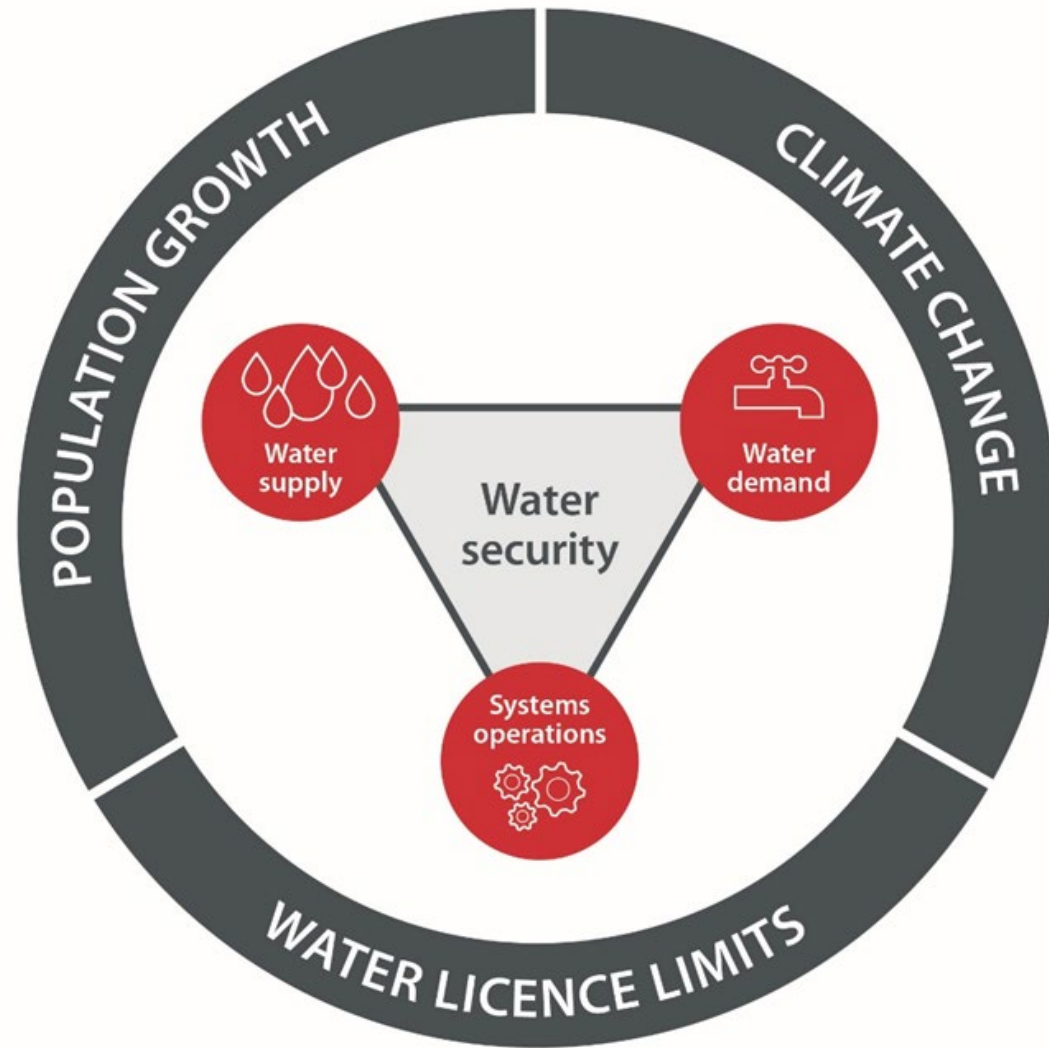 POPULATION GROWTH
CLIMATE CHANGE
Water
supply
Water
demand
Water
security
Systems
operations
WATER LICENCE LIMITS